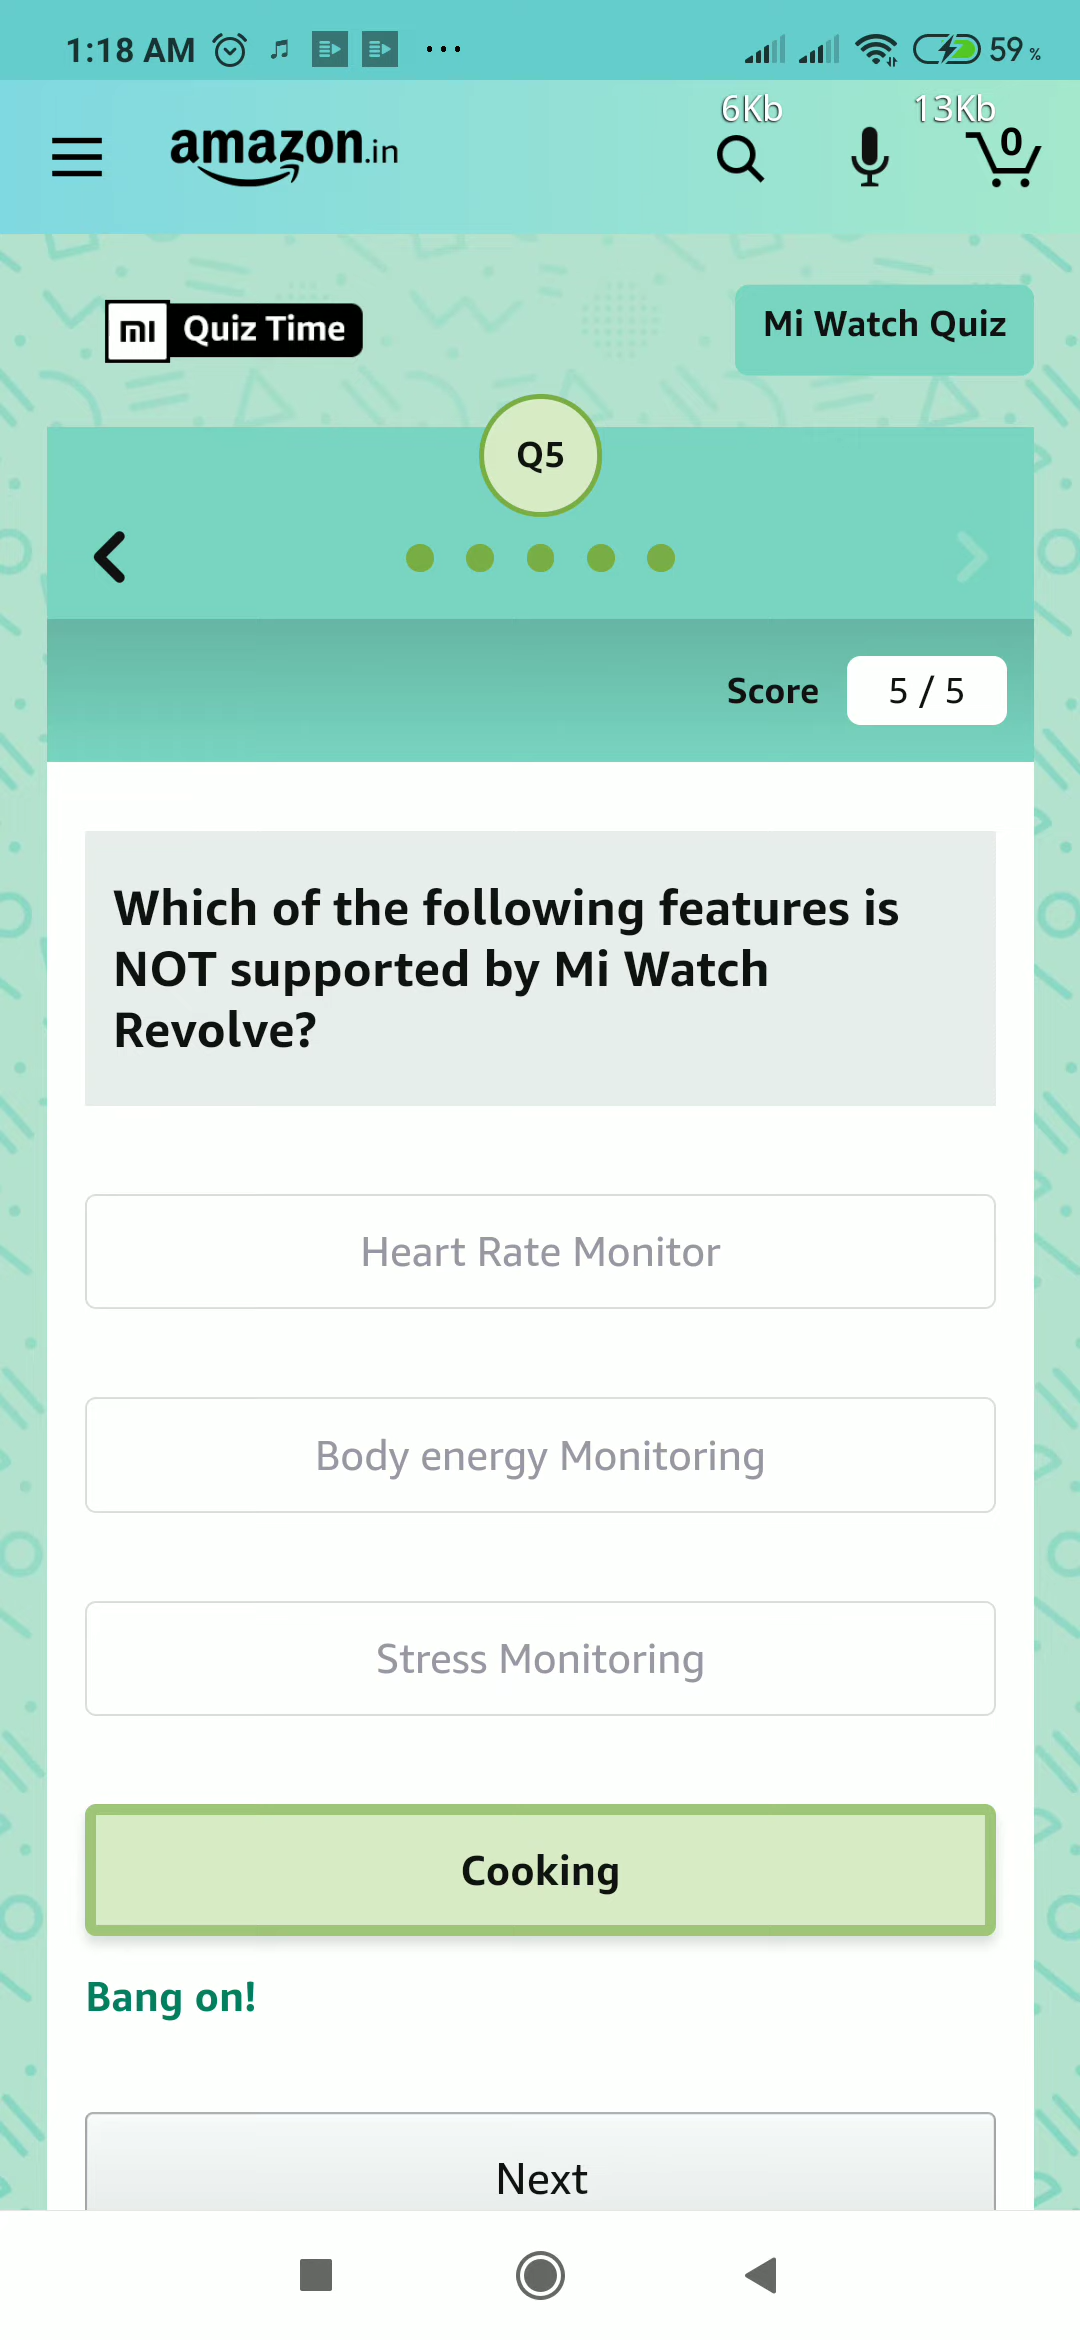 1:18 AM 59 %
6Kb 13Kb
amazon.in 0
mi Quiz Time Mi Watch Quiz
Q5
Score 5 / 5
Which of the following features is
NOT supported by Mi Watch
Revolve?
Heart Rate Monitor
Body energy Monitoring
Stress Monitoring
Cooking
Bang on!
Next